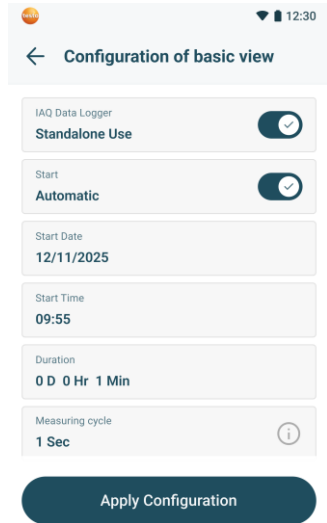 testo
12:30
Configuration of basic view
IAQ Data Logger
Standalone Use
Start
Automatic
Start Date
12/11/2025
Start Time
09:55
Duration
0 D 0 Hr 1 Min
Measuring cycle
1 Sec
Apply Configuration